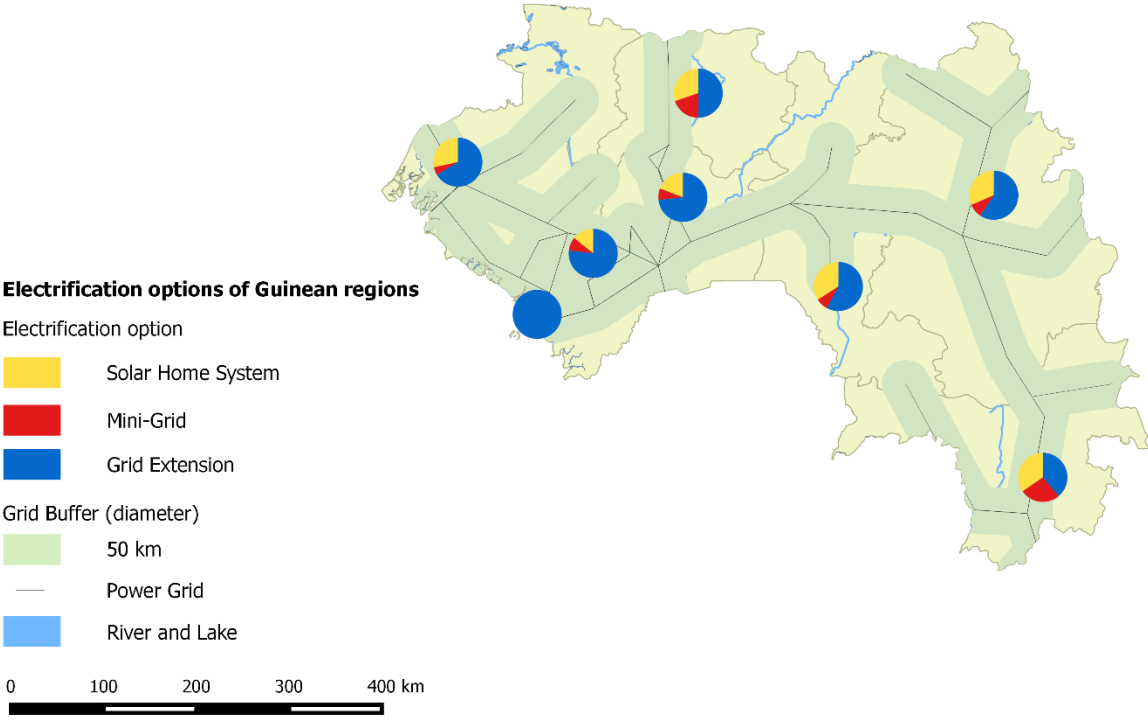 Electrification options of Guinean regions
Electrification option
Solar Home System
Mini-Grid
Grid Extension
Grid Buffer (diameter)
50 km
Power Grid
River and Lake
0 100 200 300 400 km